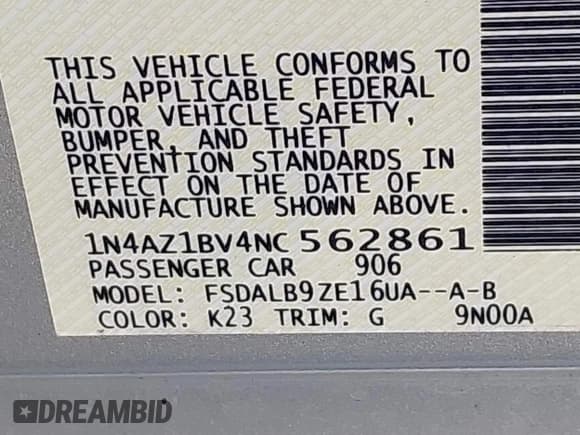 THIS VEHICLE CONFORMS TO
ALL APPLICABLE FEDERAL
MOTOR VEHICLE SAFETY,
BUMPER, AND THEFT
PREVENTION STANDARDS IN
EFFECT ON THE DATE OF
MANUFACTURE SHOWN ABOVE.
1N4AZ1BV4NC 562861
PASSENGER CAR 906
MODEL: FSDALB9ZE16UA--A-B
COLOR: K23 TRIM: G 9N00A
DREAMBID